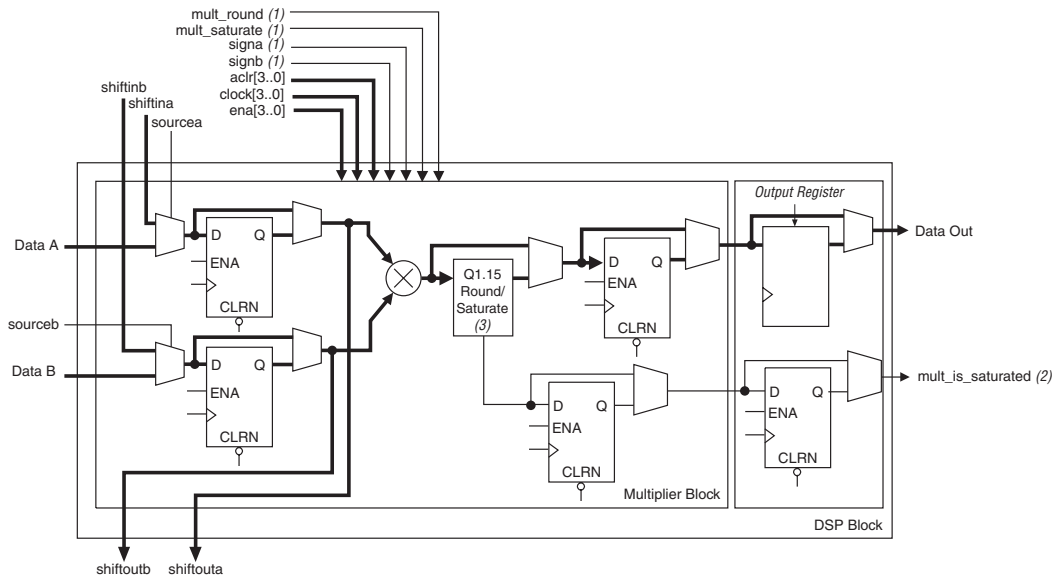 mult_round (1)
mult_saturate (1)
signa (1)
signb (1)
aclr[3..0]
clock[3..0]
ena[3..0]
shiftinb
shiftina
sourcea
Output Register
Data A
D Q
ENA
CLRN
Q1.15
Round/
Saturate
(3)
D Q
ENA
CLRN
Data Out
sourceb
Data B
D Q
ENA
CLRN
D Q
ENA
CLRN
D Q
ENA
CLRN
mult_is_saturated (2)
Multiplier Block
DSP Block
shiftoutb
shiftouta